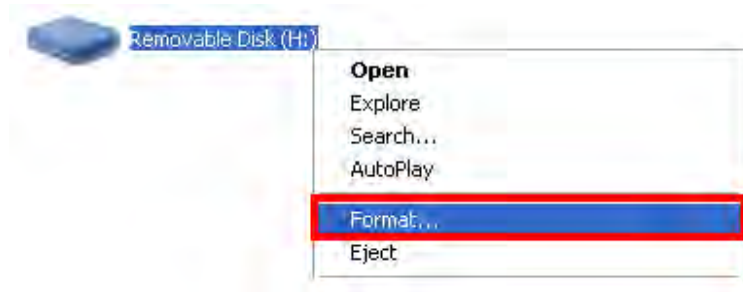 Removable Disk (H:)
Open
Explore
Search...
AutoPlay
Format...
Eject